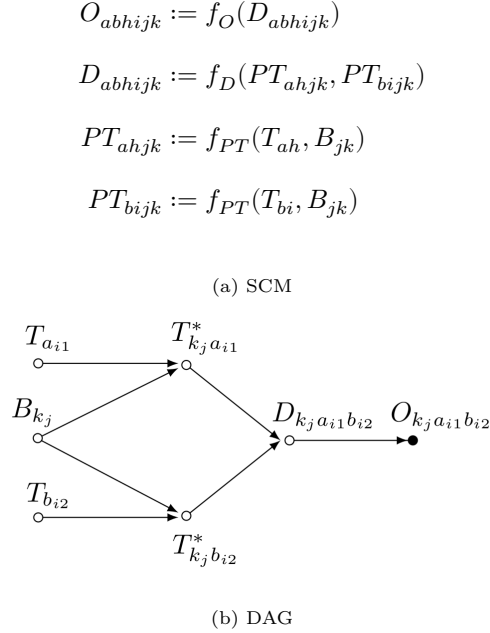 O_{abhijk} := f_O(D_{abhijk})
D_{abhijk} := f_D(PT_{ahjk}, PT_{bijk})
PT_{ahjk} := f_{PT}(T_{ah}, B_{jk})
PT_{bijk} := f_{PT}(T_{bi}, B_{jk})
(a) SCM
T_{a_{i1}} T^*_{k_j a_{i1}}
B_{k_j} D_{k_j a_{i1} b_{i2}} O_{k_j a_{i1} b_{i2}}
T_{b_{i2}}
T^*_{k_j b_{i2}}
(b) DAG